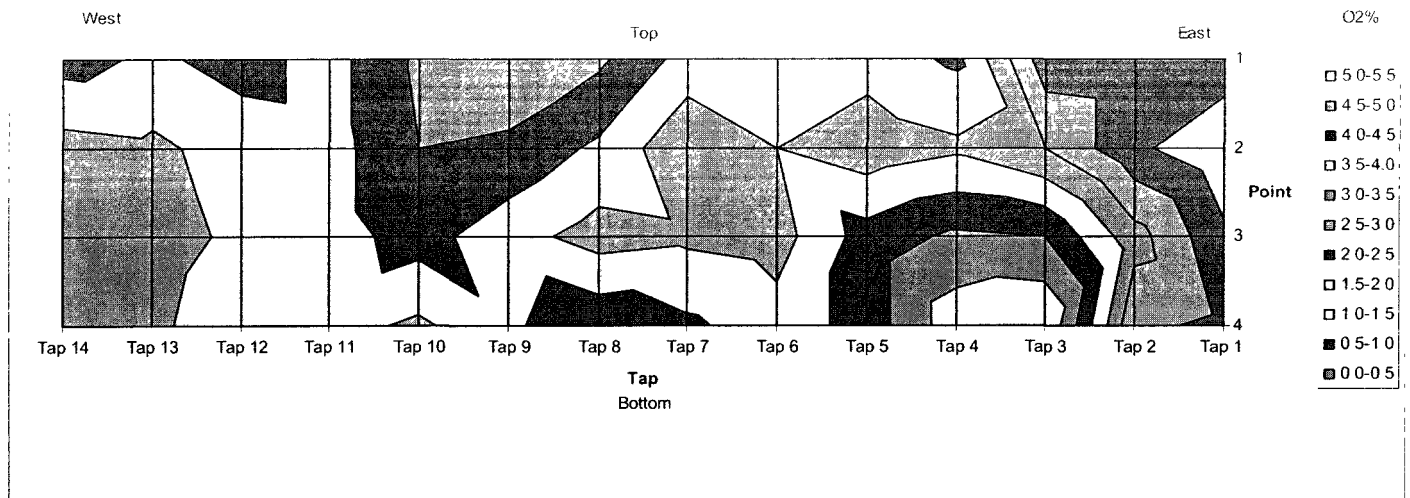 West
Top
East
O2%
1
2
Point
3
4
5 0-5 5
4 5-5 0
4 0-4 5
3 5-4.0
3 0-3 5
2 5-3 0
2 0-2 5
1.5-2 0
1 0-1 5
0 5-1 0
0 0-0 5
Tap 14 Tap 13 Tap 12 Tap 11 Tap 10 Tap 9 Tap 8 Tap 7 Tap 6 Tap 5 Tap 4 Tap 3 Tap 2 Tap 1
Tap
Bottom